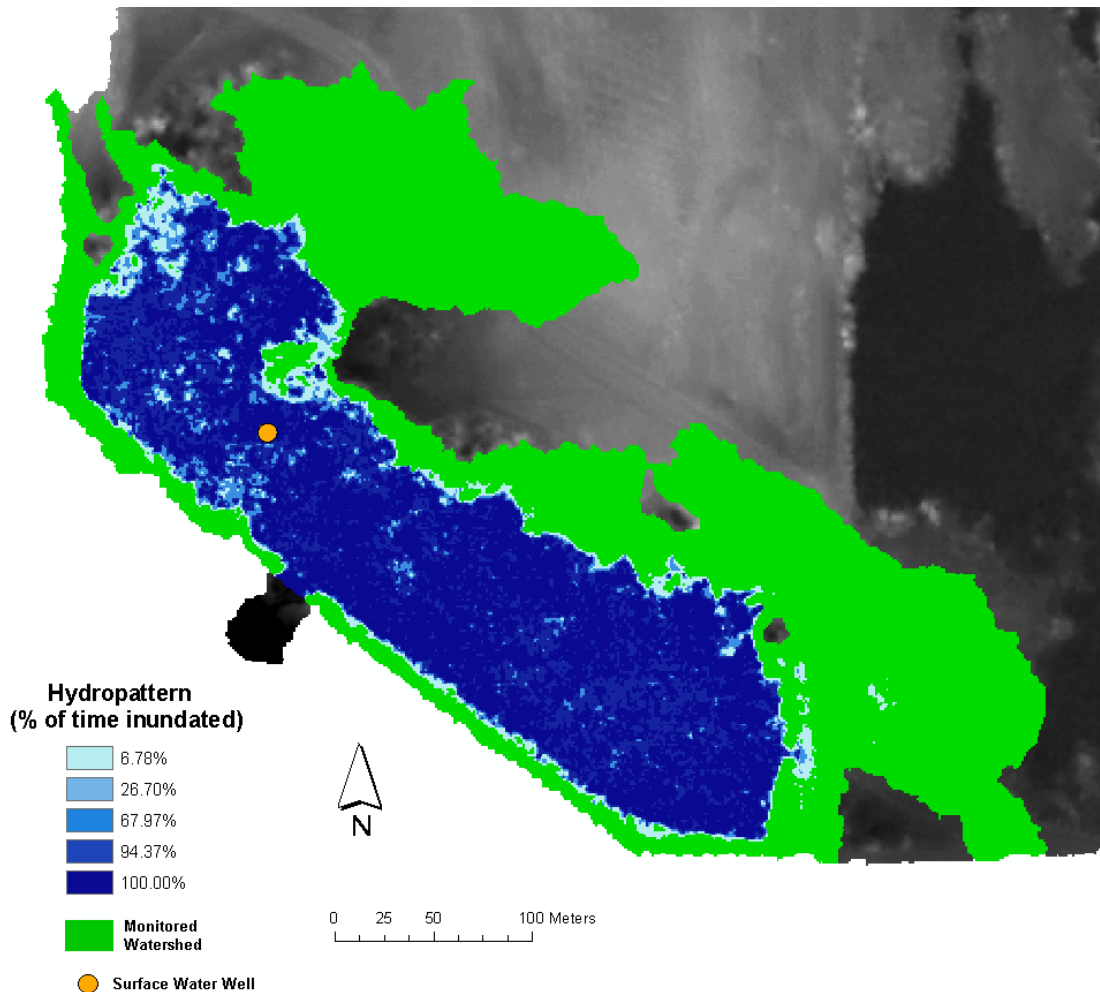 Hydropattern
(% of time inundated)
6.78%
26.70%
67.97%
94.37%
100.00%
Monitored
Watershed
Surface Water Well
N
0 25 50 100 Meters